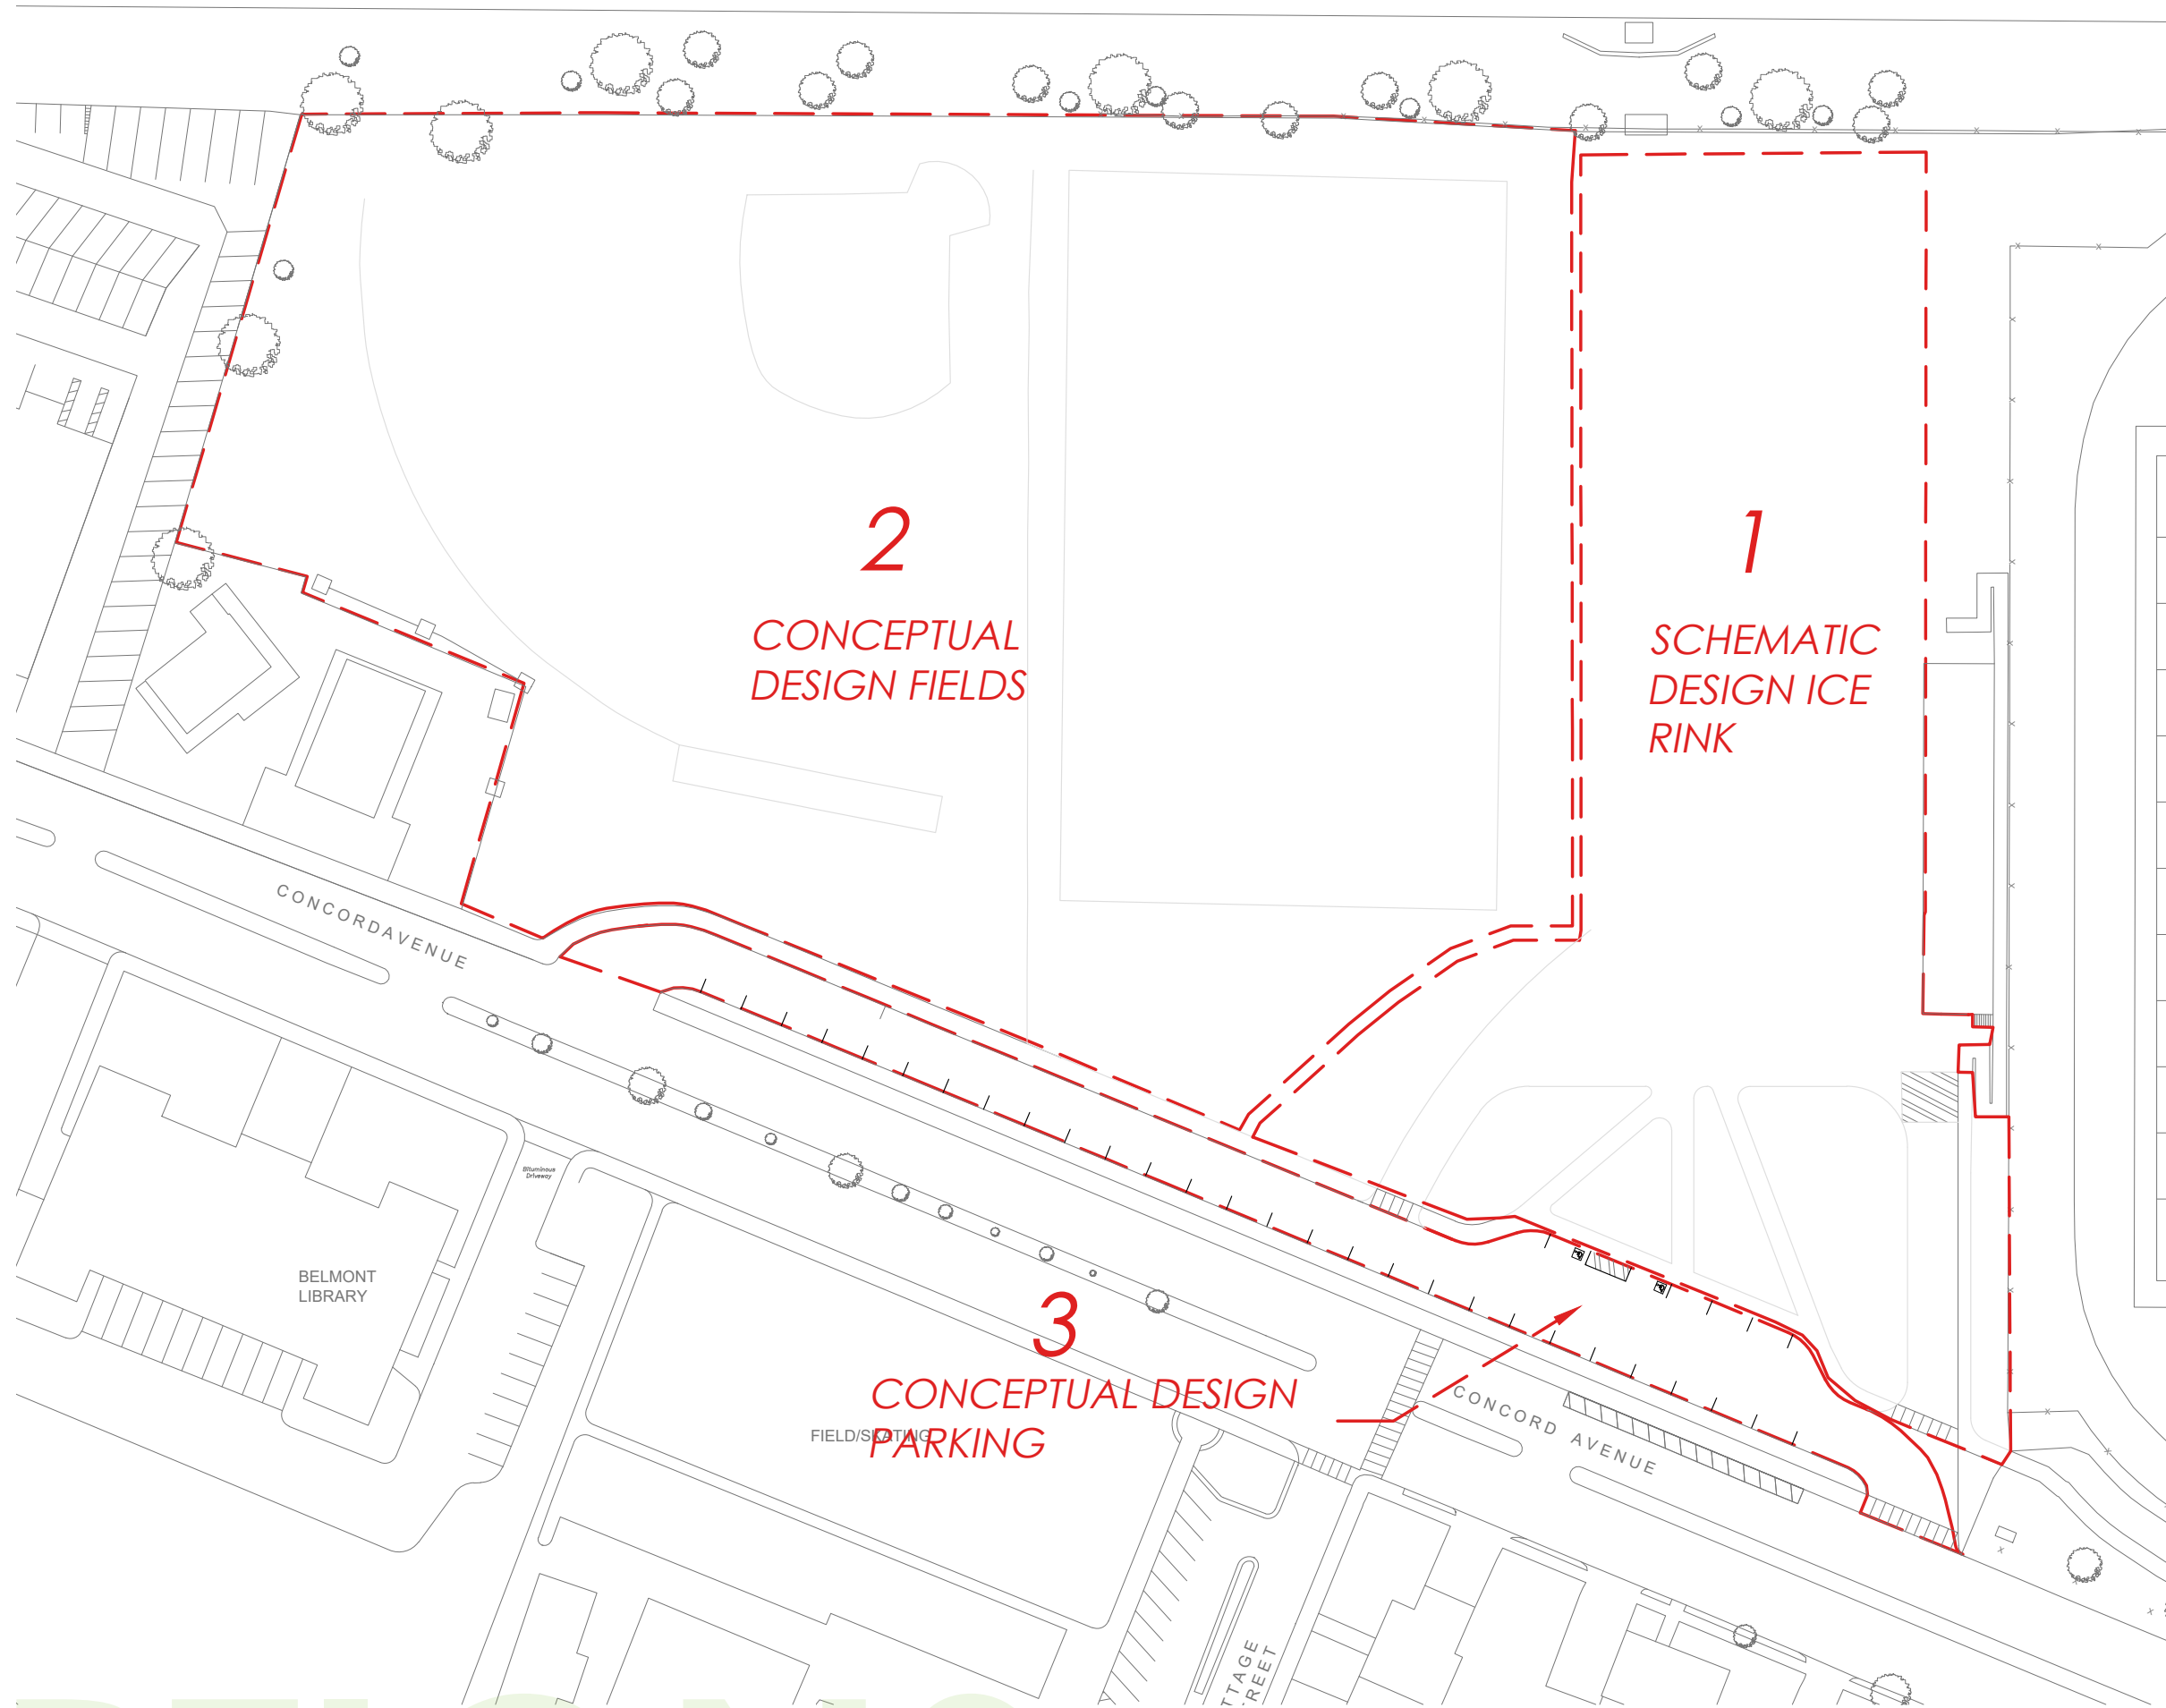 2
CONCEPTUAL
DESIGN FIELDS
1
SCHEMATIC
DESIGN ICE
RINK
CONCORDAVENUE
Bituminous
Driveway
BELMONT
LIBRARY
3
CONCEPTUAL DESIGN
PARKING
FIELD/SKATING
CONCORD AVENUE